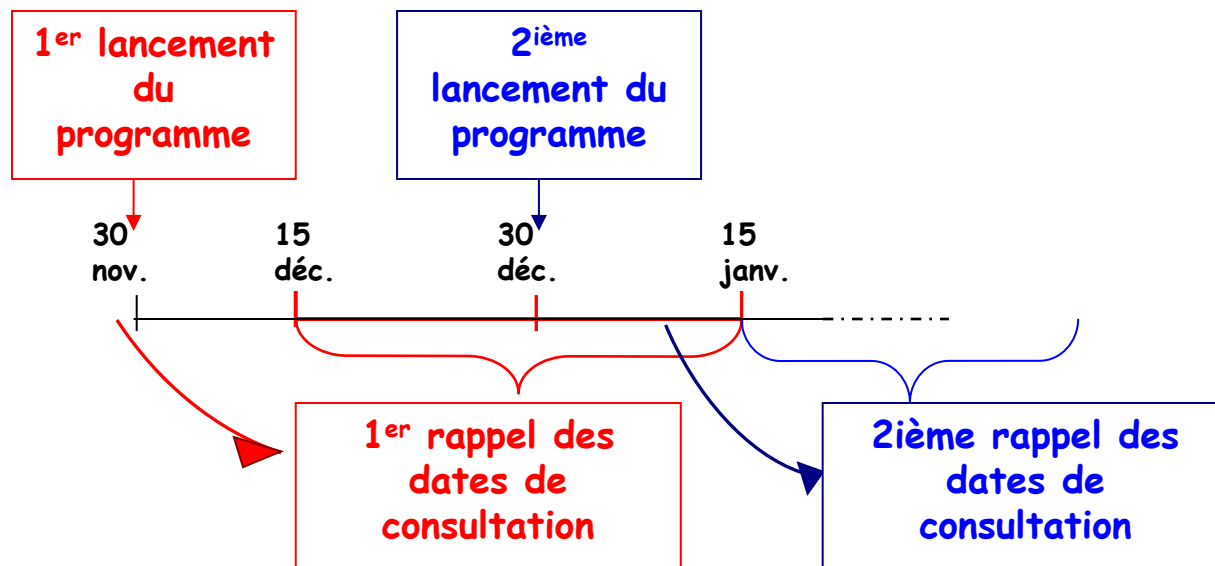 1er lancement
du
programme
2ième
lancement du
programme
30
nov.
15
déc.
30
déc.
15
janv.
1er rappel des
dates de
consultation
2ième rappel des
dates de
consultation